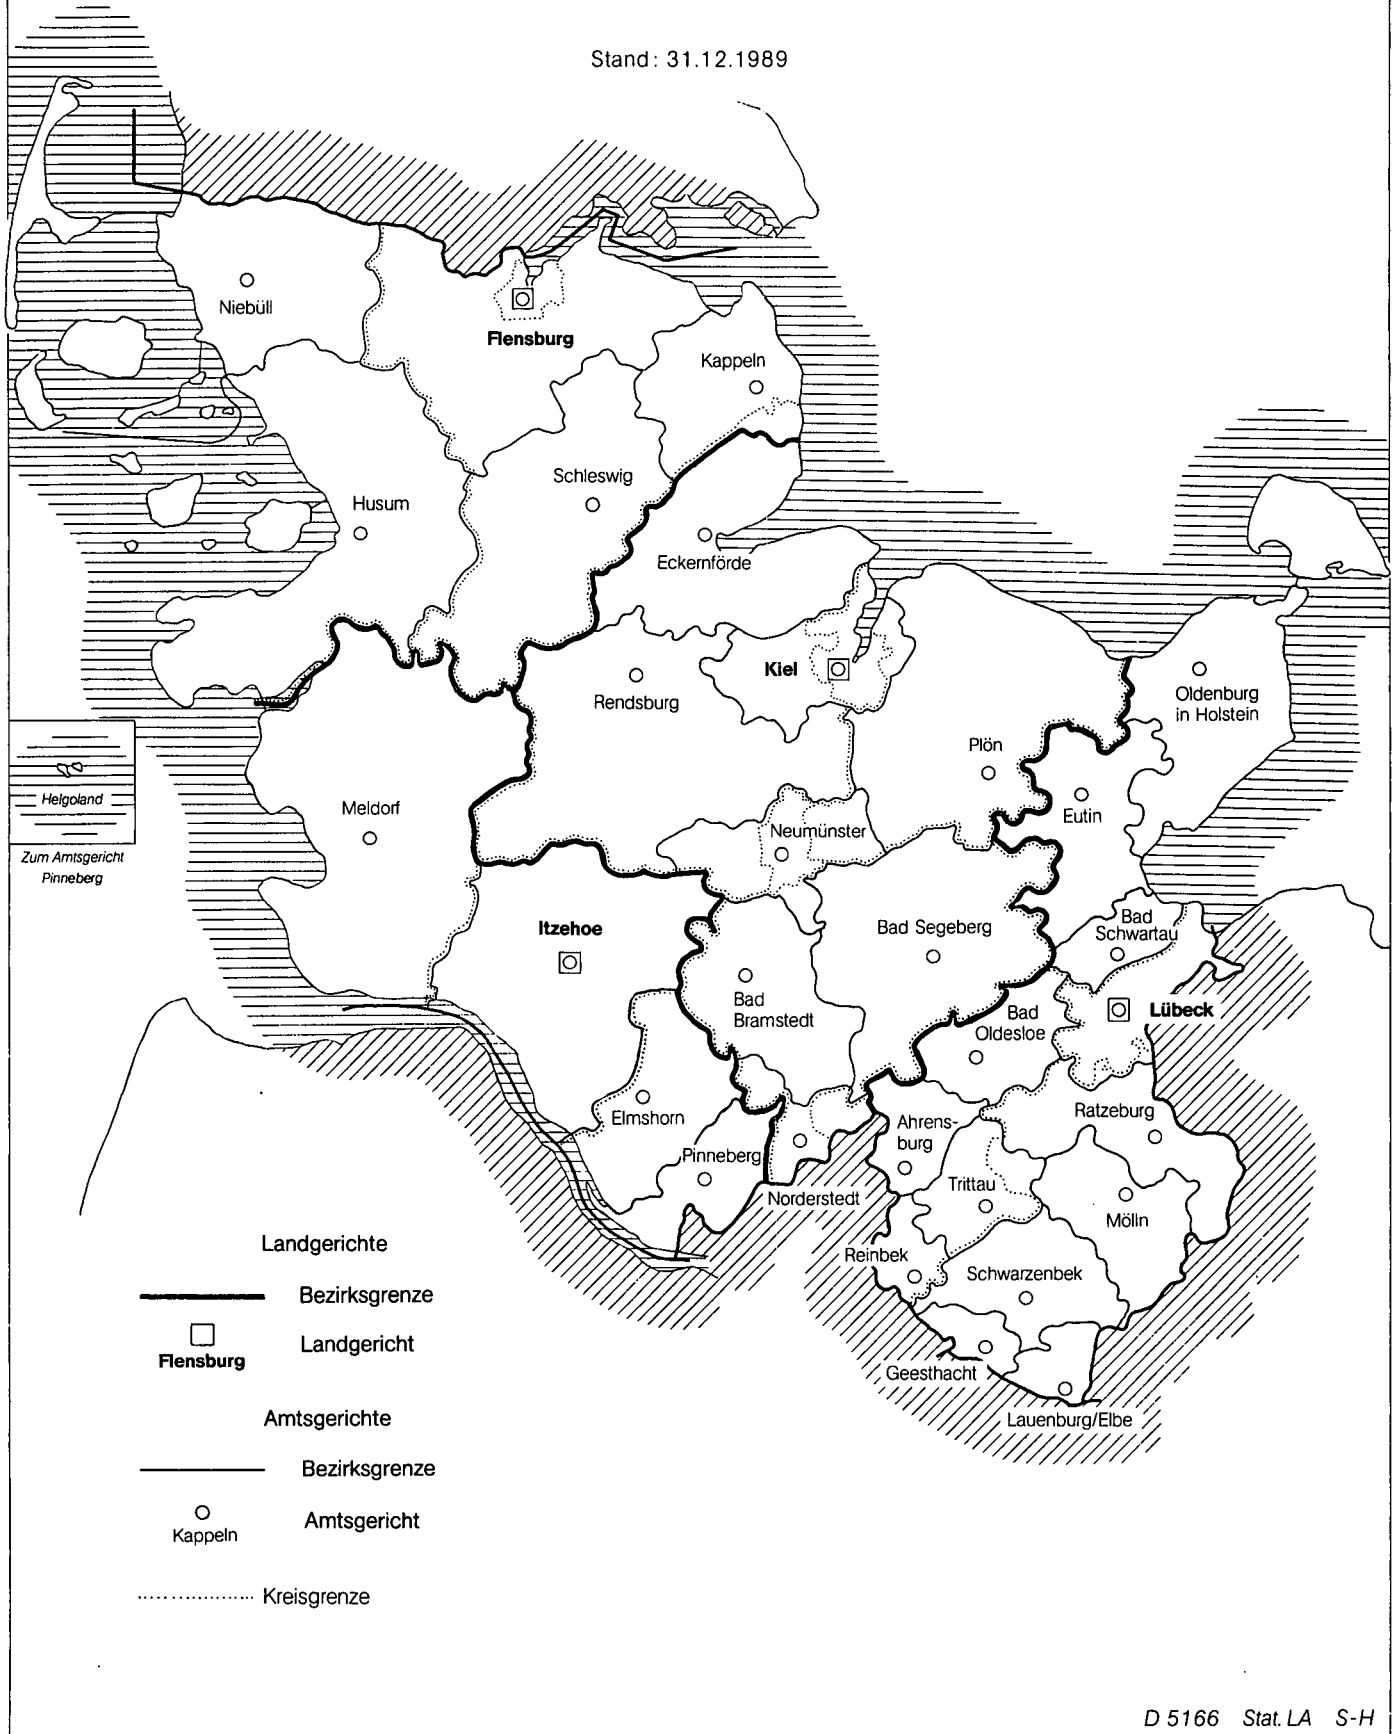 Stand: 31.12.1989
Niebüll
Flensburg
Kappeln
Schleswig
Husum
Eckernförde
Kiel
Rendsburg
Oldenburg
in Holstein
Plön
Helgoland
Zum Amtsgericht
Pinneberg
Meldorf
Eutin
Neumünster
Itzehoe
Bad Segeberg
Bad
Schwartau
Bad
Bramstedt
Bad
Oldesloe
Lübeck
Elmshorn
Ahrens-
burg
Ratzeburg
Pinneberg
Norderstedt
Trittau
Mölln
Reinbek
Schwarzenbek
Geesthacht
Lauenburg/Elbe
Landgerichte
Bezirksgrenze
Flensburg
Landgericht
Amtsgerichte
Bezirksgrenze
Kappeln
Amtsgericht
Kreisgrenze
D 5166 Stat. LA S-H